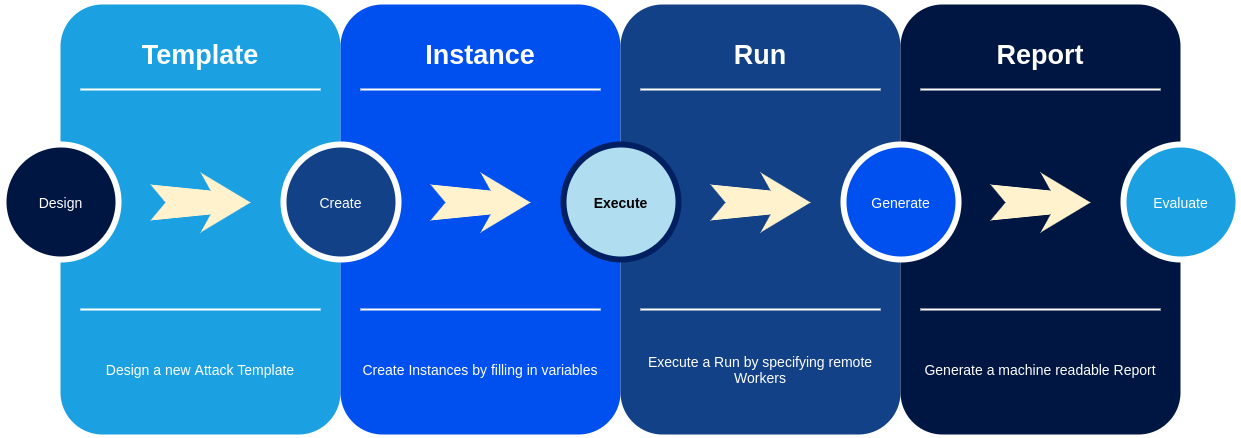 Template
Instance
Run
Report
Design
Create
Execute
Generate
Evaluate
Design a new Attack Template
Create Instances by filling in variables
Execute a Run by specifying remote
Workers
Generate a machine readable Report